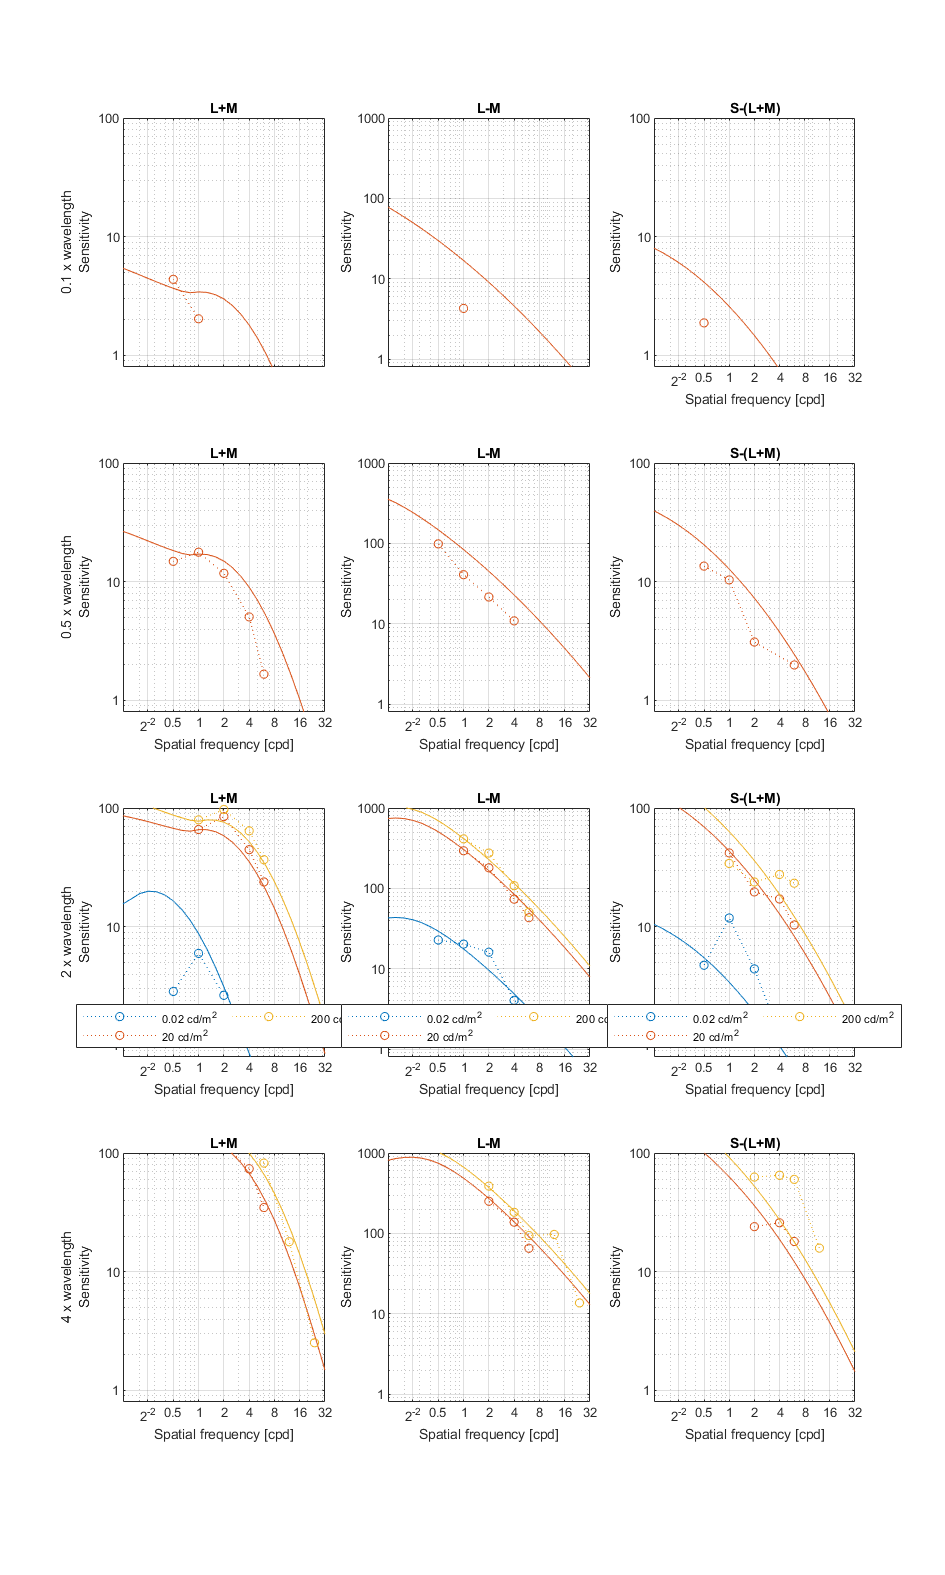 L+M L-M S-(L+M)
100 1000 100
100
10 10
10
1 1 1
0.1 x wavelength
Sensitivity
Sensitivity
Sensitivity
2^-2 0.5 1 2 4 8 16 32
Spatial frequency [cpd]
L+M L-M S-(L+M)
100 1000 100
100
10 10
10
1 1 1
0.5 x wavelength
Sensitivity
Sensitivity
Sensitivity
2^-2 0.5 1 2 4 8 16 32 2^-2 0.5 1 2 4 8 16 32 2^-2 0.5 1 2 4 8 16 32
Spatial frequency [cpd] Spatial frequency [cpd] Spatial frequency [cpd]
L+M L-M S-(L+M)
100 1000 100
100
10 10
10
2 x wavelength
Sensitivity
Sensitivity
Sensitivity
0.02 cd/m^2 200 c 0.02 cd/m^2 200 c 0.02 cd/m^2 200 cd/m^2
20 cd/m^2 20 cd/m^2 20 cd/m^2
2^-2 0.5 1 2 4 8 16 32 2^-2 0.5 1 2 4 8 16 32 2^-2 0.5 1 2 4 8 16 32
Spatial frequency [cpd] Spatial frequency [cpd] Spatial frequency [cpd]
L+M L-M S-(L+M)
100 1000 100
100
10 10
10
1 1 1
4 x wavelength
Sensitivity
Sensitivity
Sensitivity
2^-2 0.5 1 2 4 8 16 32 2^-2 0.5 1 2 4 8 16 32 2^-2 0.5 1 2 4 8 16 32
Spatial frequency [cpd] Spatial frequency [cpd] Spatial frequency [cpd]